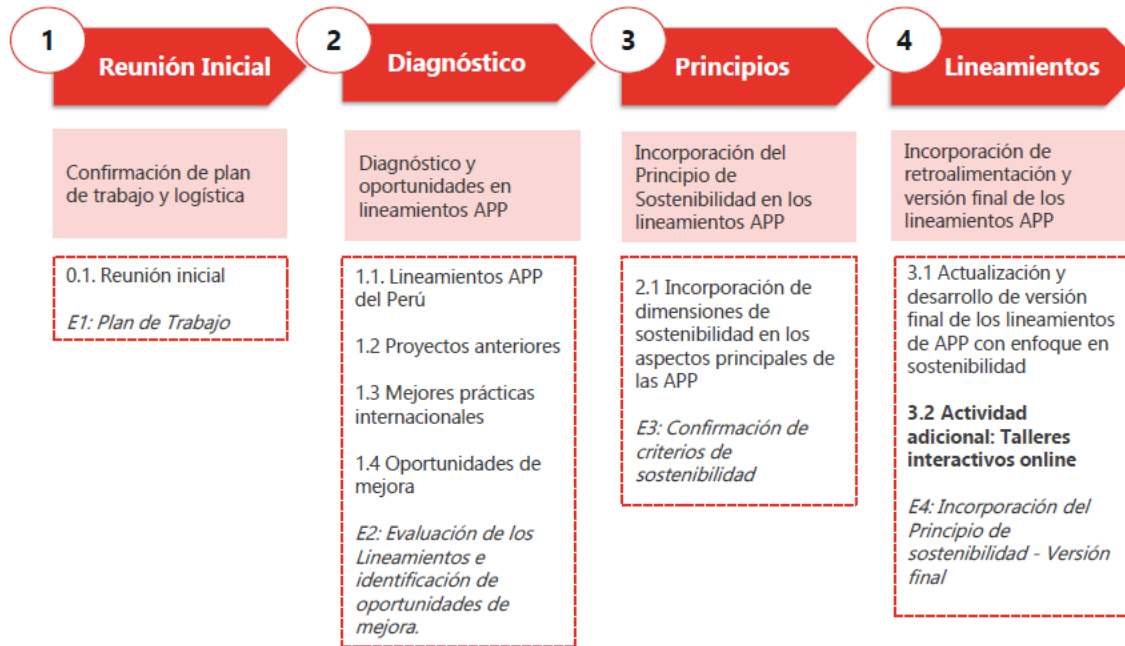 1
Reunión Inicial
Confirmación de plan
de trabajo y logística
0.1. Reunión inicial
E1: Plan de Trabajo
2
Diagnóstico
Diagnóstico y
oportunidades en
lineamientos APP
1.1. Lineamientos APP
del Perú
1.2 Proyectos anteriores
1.3 Mejores prácticas
internacionales
1.4 Oportunidades de
mejora
E2: Evaluación de los
Lineamientos e
identificación de
oportunidades de
mejora.
3
Principios
Incorporación del
Principio de
Sostenibilidad en los
lineamientos APP
2.1 Incorporación de
dimensiones de
sostenibilidad en los
aspectos principales de
las APP
E3: Confirmación de
criterios de
sostenibilidad
4
Lineamientos
Incorporación de
retroalimentación y
versión final de los
lineamientos APP
3.1 Actualización y
desarrollo de versión
final de los lineamientos
de APP con enfoque en
sostenibilidad
3.2 Actividad
adicional: Talleres
interactivos online
E4: Incorporación del
Principio de
sostenibilidad - Versión
final